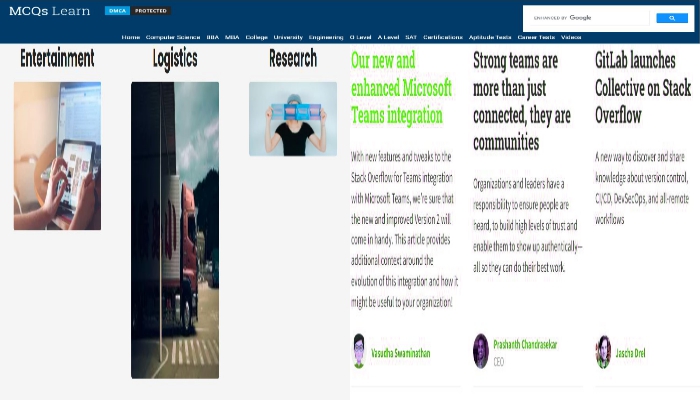 MCQs Learn
DMCA PROTECTED
ENHANCED BY Google
Home Computer Science BBA MBA College University Engineering O Level A Level SAT Certifications Aptitude Tests Career Tests Videos
Entertainment
Logistics
Research
Our new and
enhanced Microsoft
Teams integration
With new features and tweaks to the
Stack Overflow for Teams integration
with Microsoft Teams, we're sure that
the new and improved Version 2 will
come in handy. This article provides
additional context around the
evolution of this integration and how it
might be useful to your organization!
Vasudha Swaminathan
Strong teams are
more than just
connected, they are
communities
Organizations and leaders have a
responsibility to ensure people are
heard, to build high levels of trust and
enable them to show up authentically—
all so they can do their best work.
Prashanth Chandrasekar
CEO
GitLab launches
Collective on Stack
Overflow
A new way to discover and share
knowledge about version control,
CI/CD, DevSecOps, and all-remote
workflows
Jascha Drel